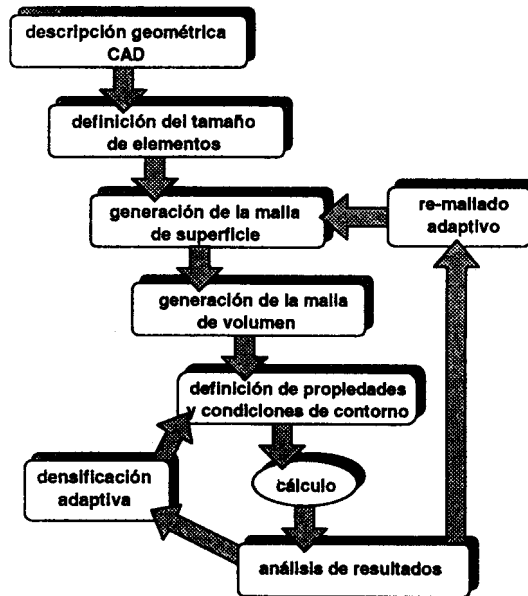 descripción geométrica
CAD
definición del tamaño
de elementos
generación de la malla
de superficie
re-mallado
adaptivo
generación de la malla
de volumen
definición de propiedades
y condiciones de contorno
densificación
adaptiva
cálculo
análisis de resultados